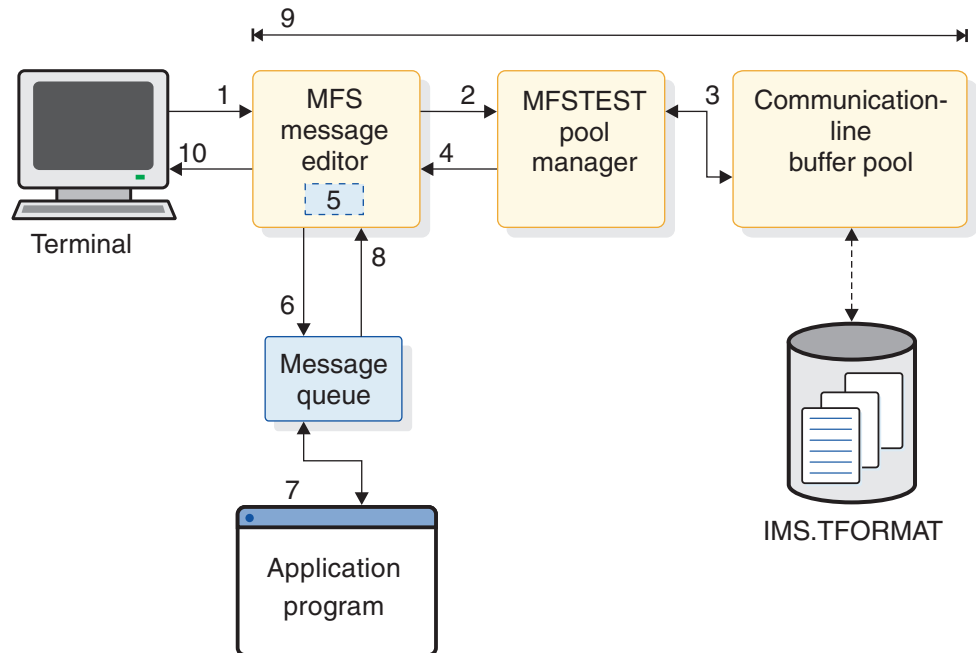 9
1
MFS
message
editor
2
MFSTEST
pool
manager
3
Communication-
line
buffer pool
10
4
5
Terminal
6
8
Message
queue
7
IMS.TFORMAT
Application
program